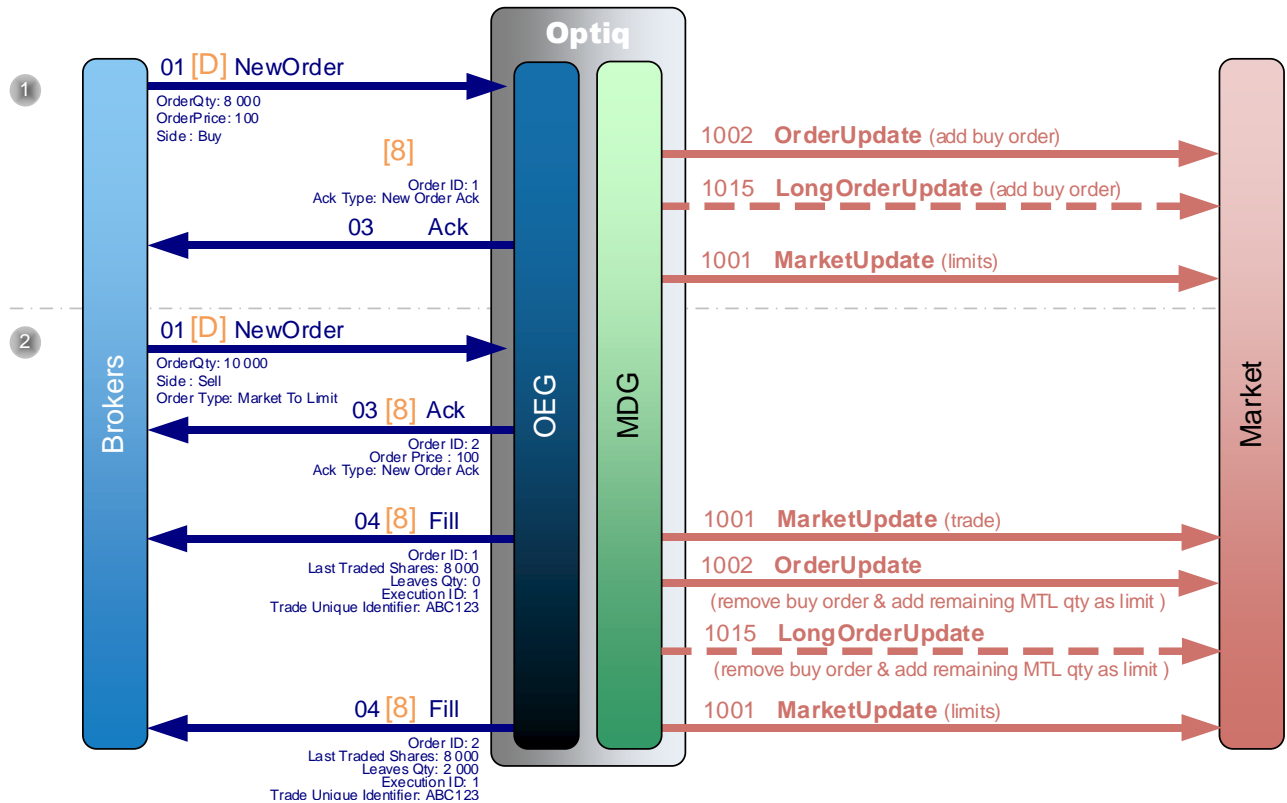 Optiq
1
01 [D] NewOrder
OrderQty: 8 000
OrderPrice: 100
Side : Buy
[8]
Order ID: 1
Ack Type: New Order Ack
03 Ack
1002 OrderUpdate (add buy order)
1015 LongOrderUpdate (add buy order)
1001 MarketUpdate (limits)
2
01 [D] NewOrder
OrderQty: 10 000
Side : Sell
Order Type: Market To Limit
03 [8] Ack
Order ID: 2
Order Price : 100
Ack Type: New Order Ack
Brokers
OEG
MDG
Market
04 [8] Fill
Order ID: 1
Last Traded Shares: 8 000
Leaves Qty: 0
Execution ID: 1
Trade Unique Identifier: ABC123
1001 MarketUpdate (trade)
1002 OrderUpdate
(remove buy order & add remaining MTL qty as limit )
1015 LongOrderUpdate
(remove buy order & add remaining MTL qty as limit )
04 [8] Fill
Order ID: 2
Last Traded Shares: 8 000
Leaves Qty: 2 000
Execution ID: 1
Trade Unique Identifier: ABC123
1001 MarketUpdate (limits)